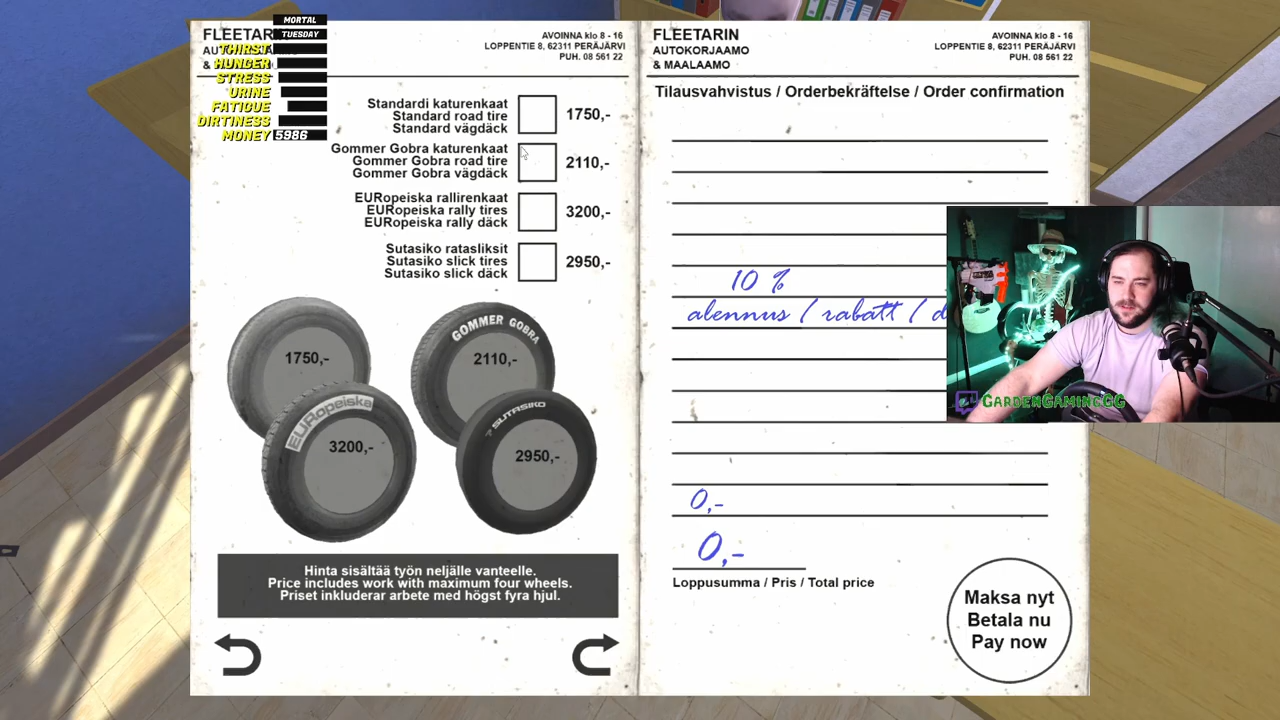 MORTAL
TUESDAY
THIRST
HUNGER
STRESS
URINE
FATIGUE
DIRTINESS
MONEY 5986
FLEETARIN
& MAALAAMO
AVOINNA klo 8 - 16
LOPPENTIE 8, 62311 PERÄJÄRVI
PUH. 08 561 22
Standardi katurenkaat
Standard road tire
Standard vägdäck
1750,-
Gommer Gobra katurenkaat
Gommer Gobra road tire
Gommer Gobra vägdäck
2110,-
EURopeiska rallirenkaat
EURopeiska rally tires
EURopeiska rally däck
3200,-
Sutasiko ratasliksit
Sutasiko slick tires
Sutasiko slick däck
2950,-
1750,-
GOMMER GOBRA
2110,-
EURopeiska
3200,-
SUTASIKO
2950,-
Hinta sisältää työn neljälle vanteelle.
Price includes work with maximum four wheels.
Priset inkluderar arbete med högst fyra hjul.
FLEETARIN
AUTOKORJAAMO
& MAALAAMO
AVOINNA klo 8 - 16
LOPPENTIE 8, 62311 PERÄJÄRVI
PUH. 08 561 22
Tilausvahvistus / Orderbekräftelse / Order confirmation
10 %
alennus / rabatt / d
0,-
0,-
Loppusumma / Pris / Total price
Maksa nyt
Betala nu
Pay now
GARDENGAMINGGG